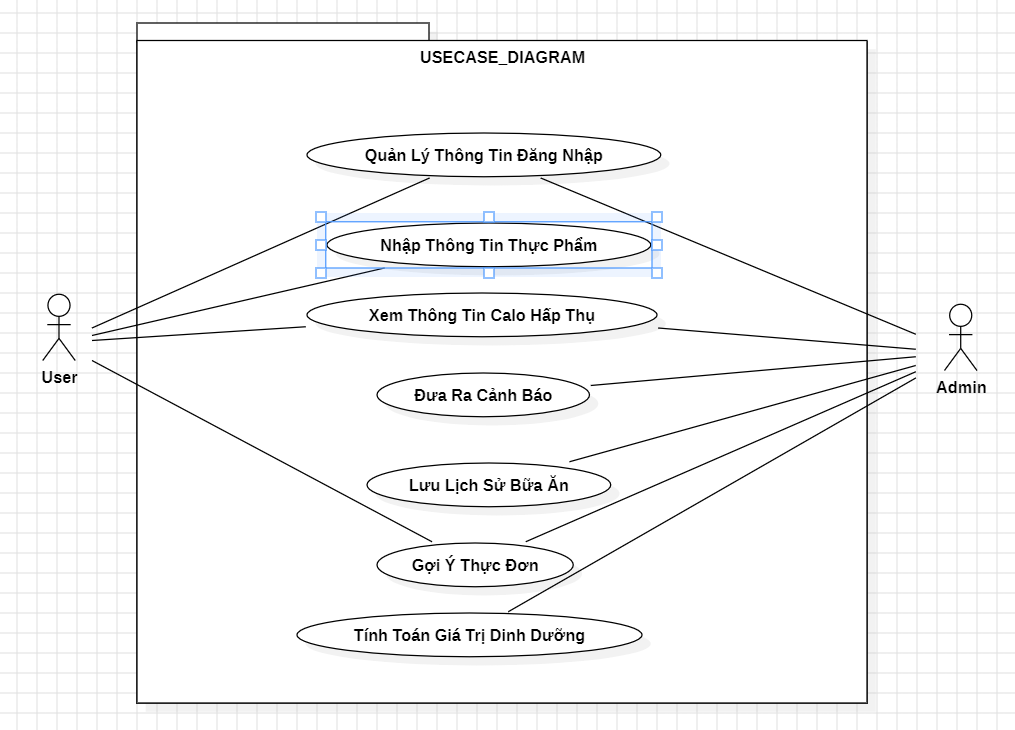 USECASE_DIAGRAM
Quản Lý Thông Tin Đăng Nhập
Nhập Thông Tin Thực Phẩm
Xem Thông Tin Calo Hấp Thụ
User
Admin
Đưa Ra Cảnh Báo
Lưu Lịch Sử Bữa Ăn
Gợi Ý Thực Đơn
Tính Toán Giá Trị Dinh Dưỡng